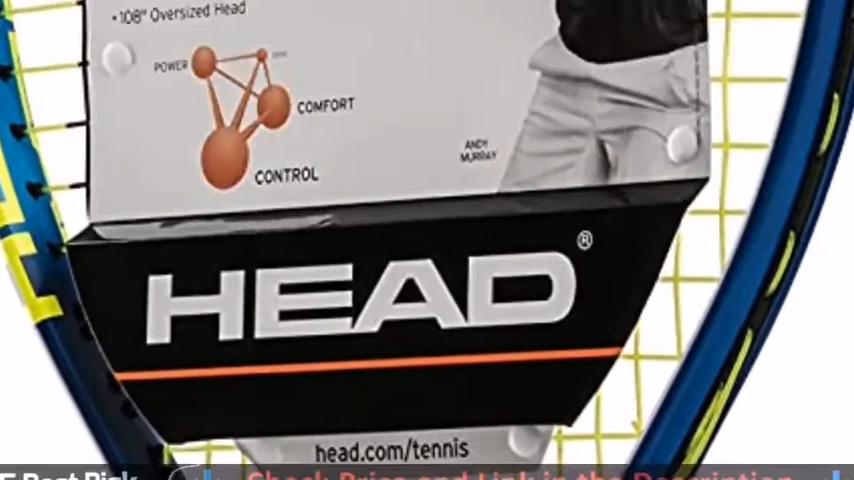 • 108" Oversized Head
POWER
COMFORT
CONTROL
ANDY
MURRAY
HEAD®
head.com/tennis
Check Price and Link in the Description